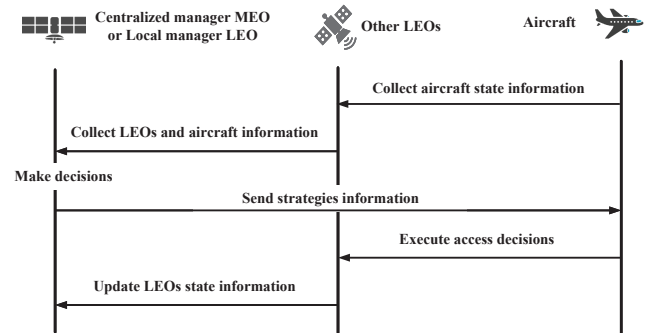 Centralized manager MEO
or Local manager LEO
Other LEOs
Aircraft
Collect aircraft state information
Collect LEOs and aircraft information
Make decisions
Send strategies information
Execute access decisions
Update LEOs state information